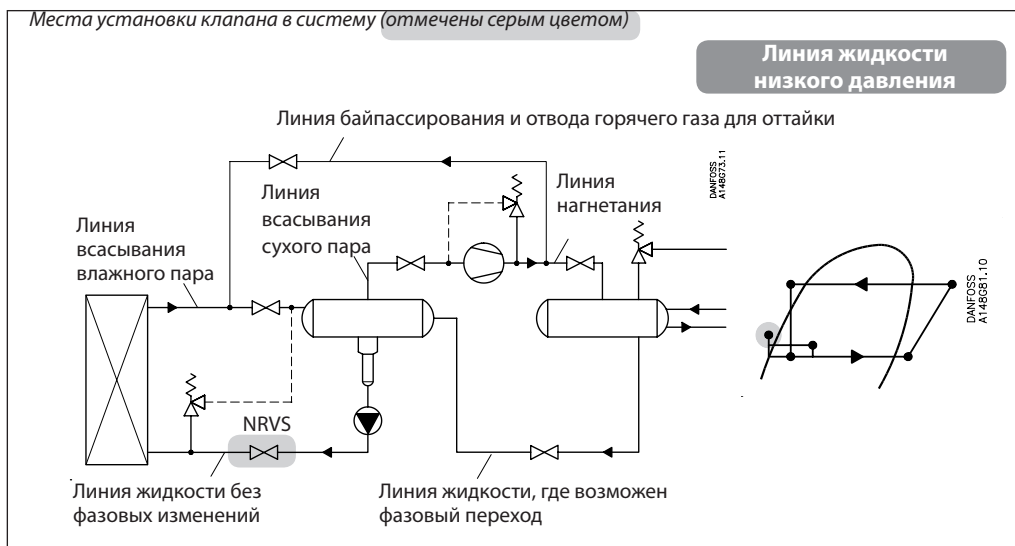 Места установки клапана в систему (отмечены серым цветом)
Линия жидкости
низкого давления
Линия байпассирования и отвода горячего газа для оттайки
DANFOSS
A148G73.11
Линия
всасывания
сухого пара
Линия
нагнетания
Линия
всасывания
влажного пара
DANFOSS
A148G81.10
NRVS
Линия жидкости без
фазовых изменений
Линия жидкости, где возможен
фазовый переход